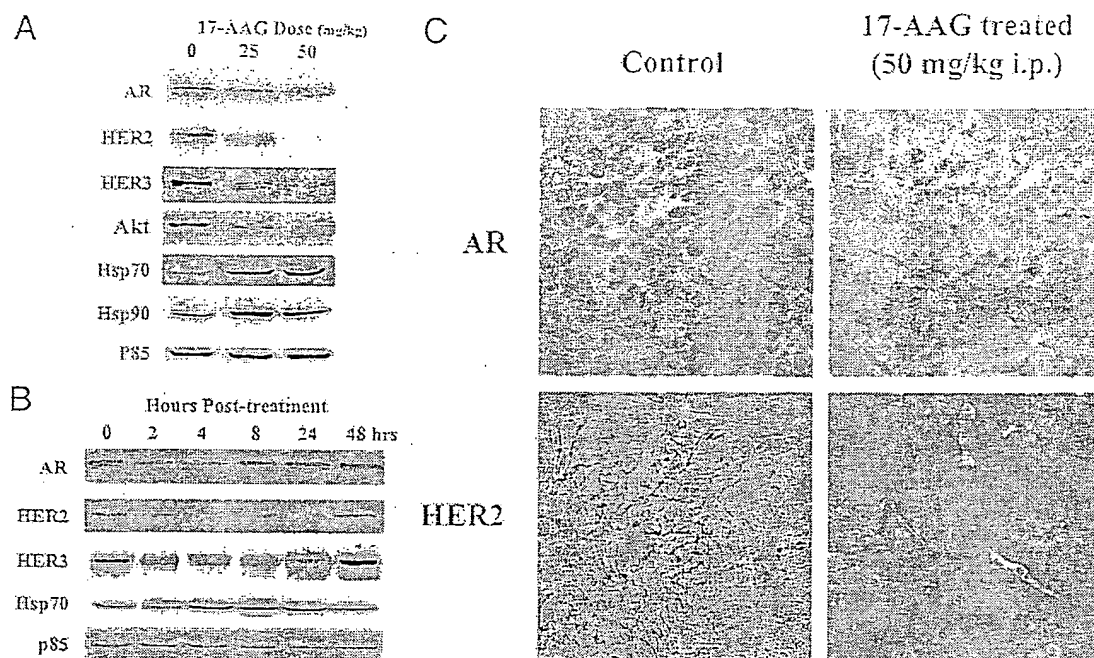 A
17-AAG Dose (mg/kg)
0 25 50
AR
HER2
HER3
Akt
Hsp70
Hsp90
P85
B
Hours Post-treatment
0 2 4 8 24 48 hrs
AR
HER2
HER3
Hsp70
p85
C
Control
17-AAG treated
(50 mg/kg i.p.)
AR
HER2